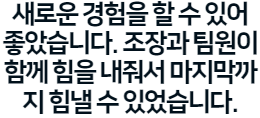 새로운 경험을 할 수 있어
좋았습니다. 조장과 팀원이
함께 힘을 내줘서 마지막까
지 힘낼 수 있었습니다.